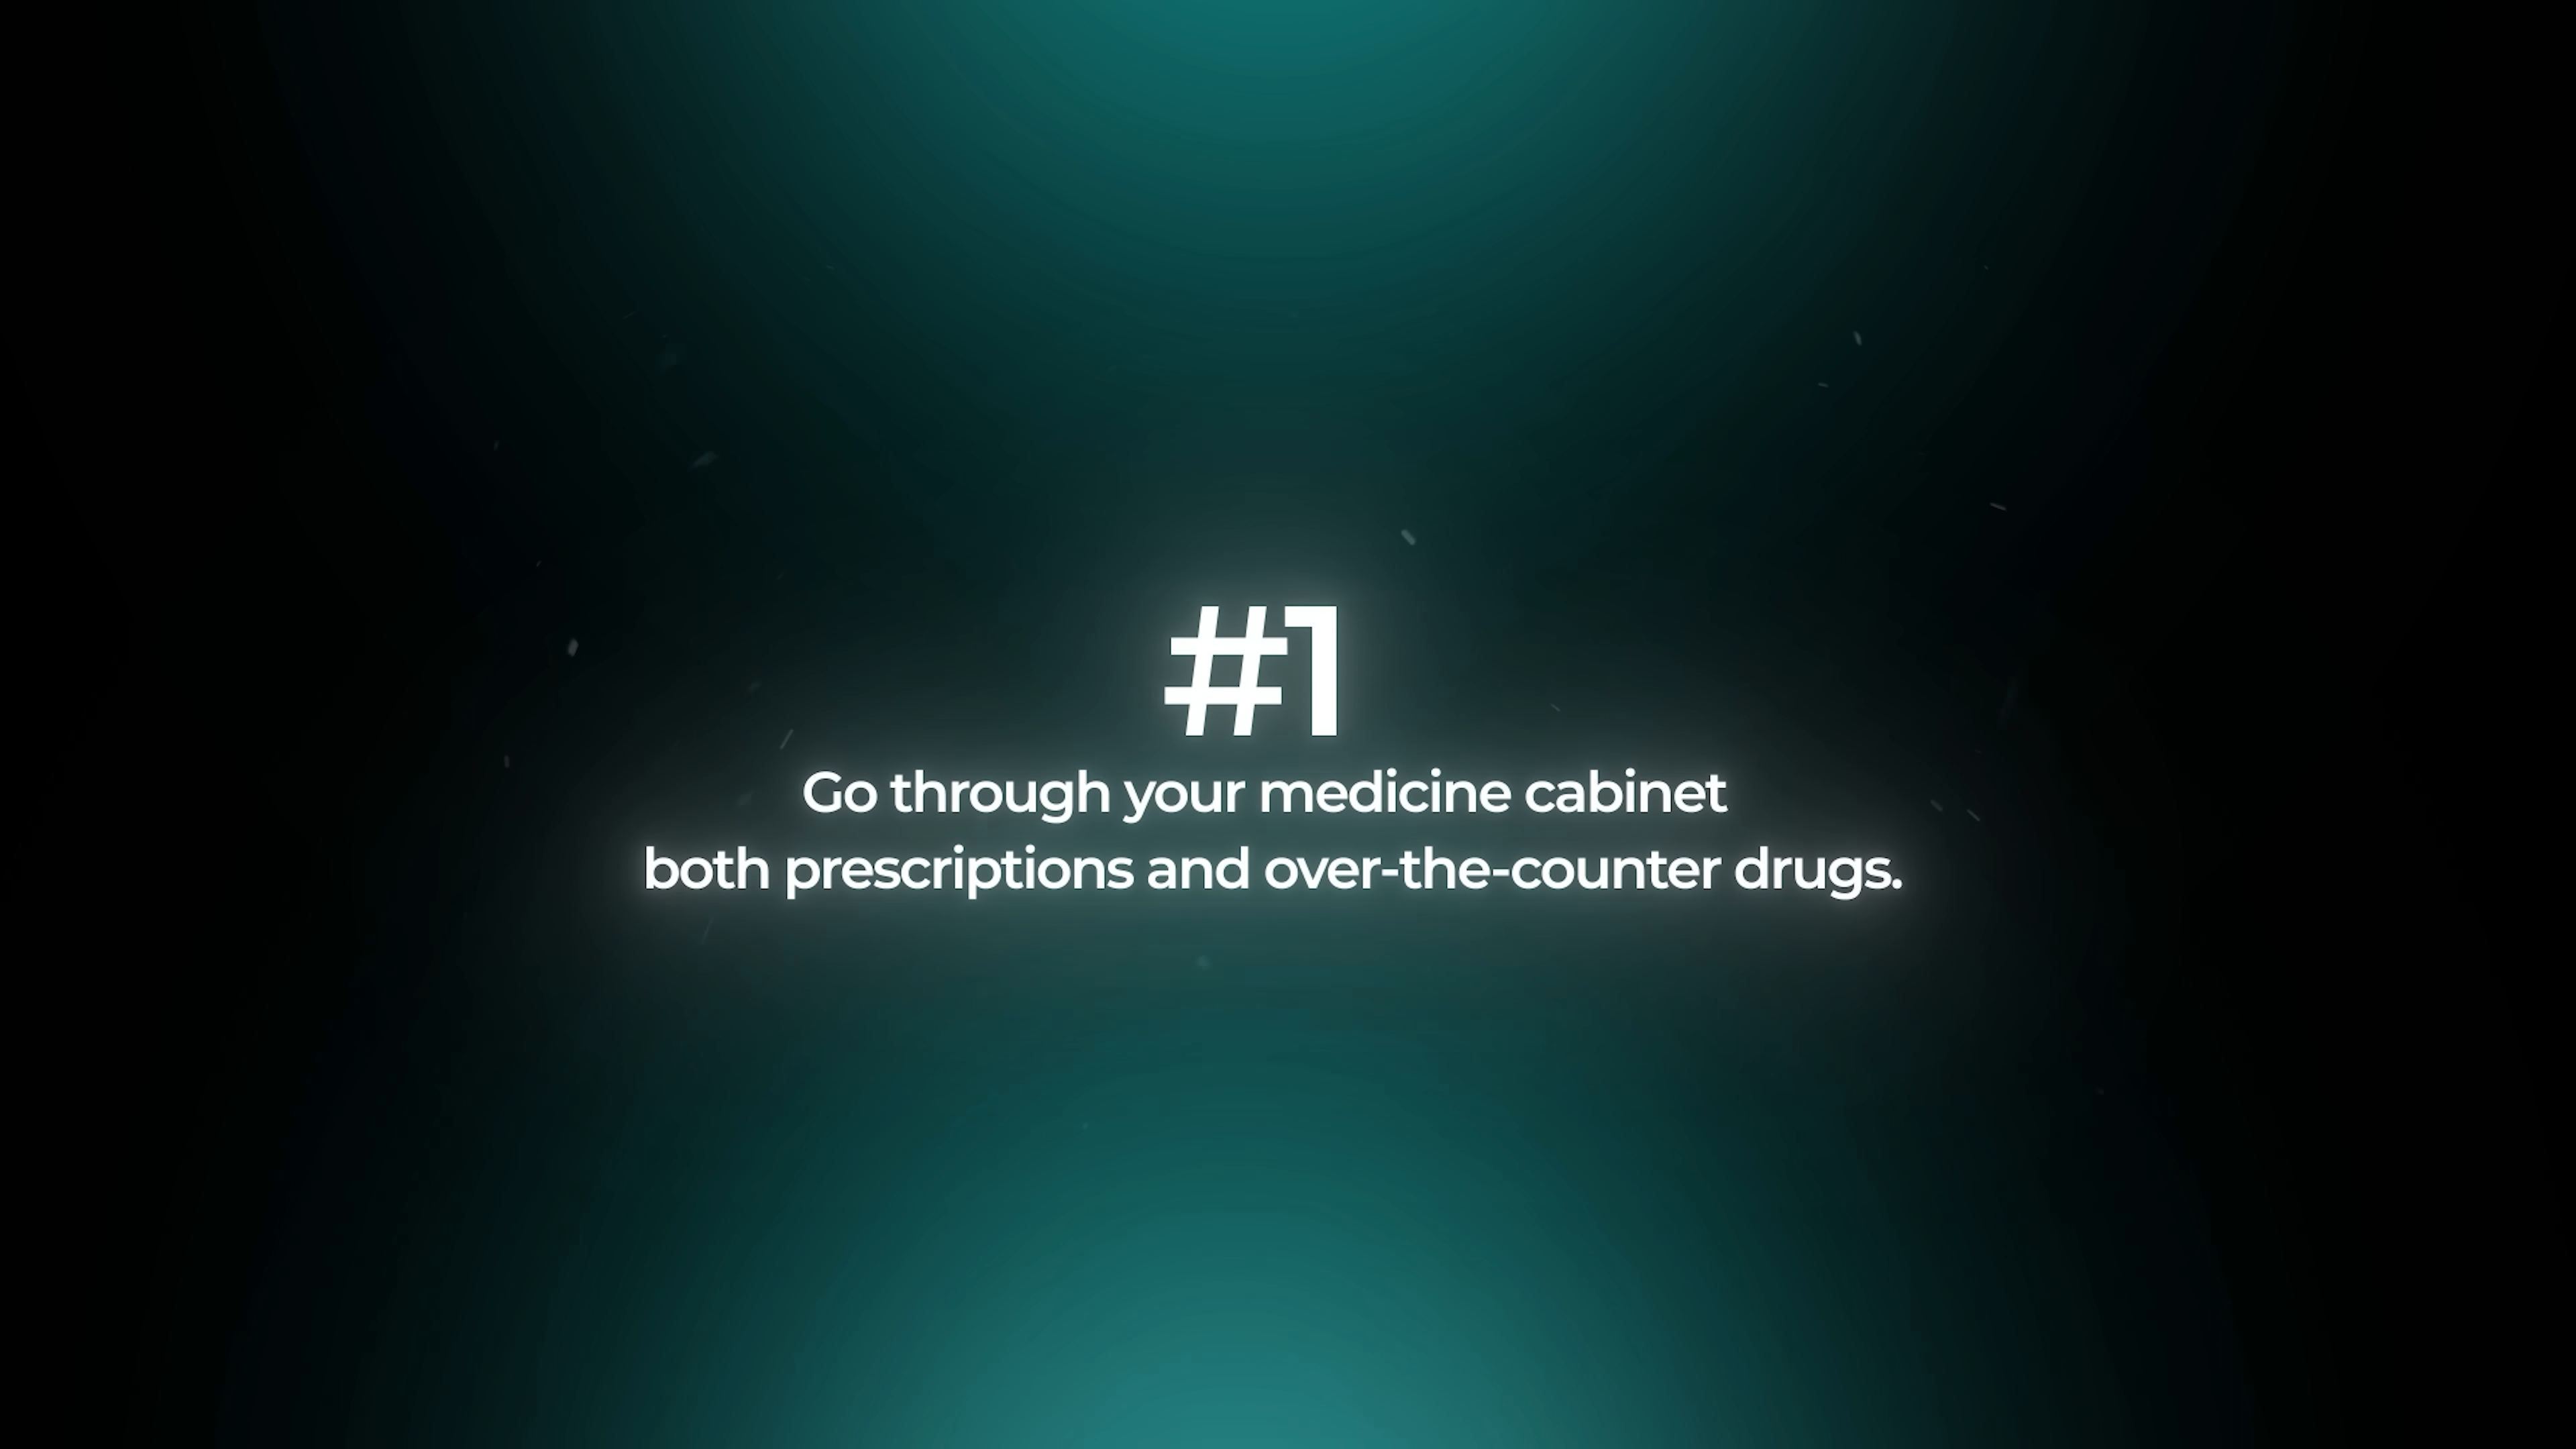 #1
Go through your medicine cabinet
both prescriptions and over-the-counter drugs.